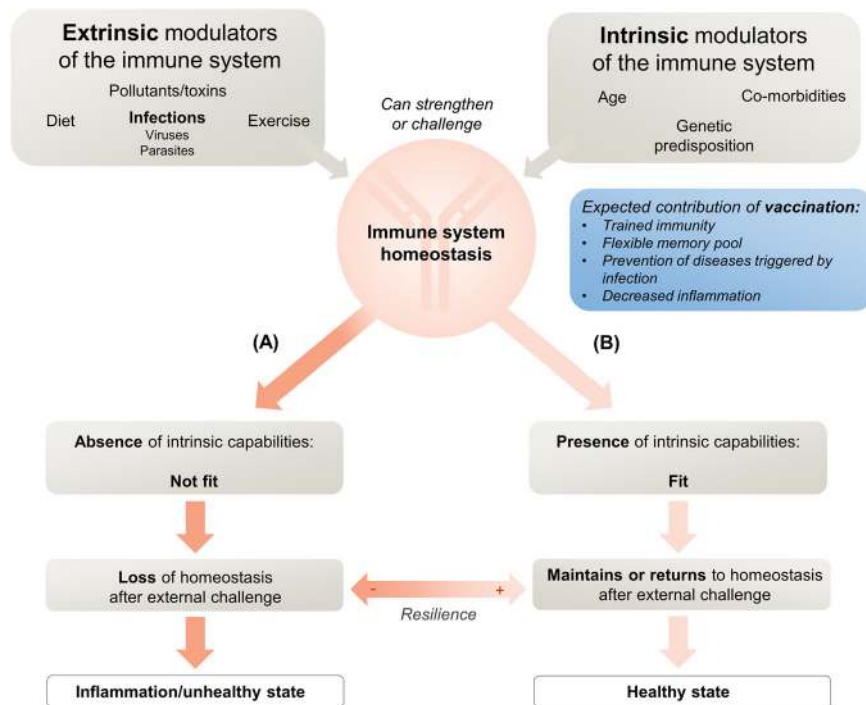 Extrinsic modulators
of the immune system
Pollutants/toxins
Diet
Infections
Viruses
Parasites
Exercise
Can strengthen
or challenge
Intrinsic modulators
of the immune system
Age
Co-morbidities
Genetic
predisposition
Immune system
homeostasis
Expected contribution of vaccination:
• Trained immunity
• Flexible memory pool
• Prevention of diseases triggered by
infection
• Decreased inflammation
(A)
(B)
Absence of intrinsic capabilities:
Not fit
Presence of intrinsic capabilities:
Fit
Loss of homeostasis
after external challenge
- +
Resilience
Maintains or returns to homeostasis
after external challenge
Inflammation/unhealthy state
Healthy state